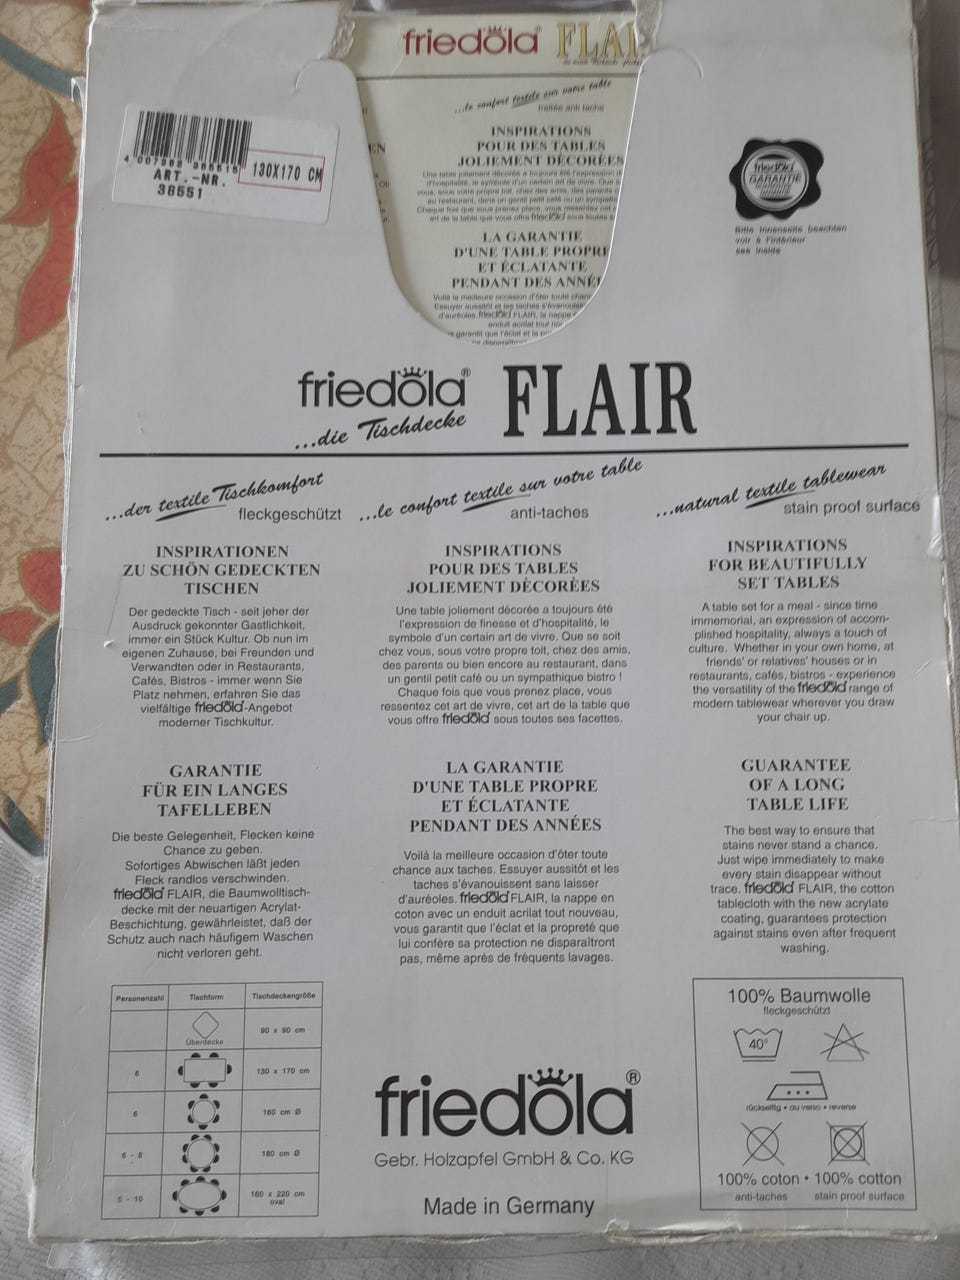 friedola FLAI
...le confort textile sur votre table
traitée anti tache
EN
INSPIRATIONS
POUR DES TABLES
JOLIEMENT DÉCORÉES
LA GARANTIE
D'UNE TABLE PROPRE
ET ÉCLATANTE
PENDANT DES ANNÉE
ART.-NR.
38551
130X170 CM
friedola
GARANTIE
Bitte Innenseite beachten
voir à l'intérieur
see inside
friedola® FLAIR
...die Tischdecke
...der textile Tischkomfort
fleckgeschützt
INSPIRATIONEN
ZU SCHÖN GEDECKTEN
TISCHEN
Der gedeckte Tisch - seit jeher der
Ausdruck gekonnter Gastlichkeit,
immer ein Stück Kultur. Ob nun im
eigenen Zuhause, bei Freunden und
Verwandten oder in Restaurants,
Cafés, Bistros - immer wenn Sie
Platz nehmen, erfahren Sie das
vielfältige friedola-Angebot
moderner Tischkultur.
GARANTIE
FÜR EIN LANGES
TAFELLEBEN
Die beste Gelegenheit, Flecken keine
Chance zu geben.
Sofortiges Abwischen läßt jeden
Fleck randlos verschwinden.
friedola FLAIR, die Baumwolltisch-
decke mit der neuartigen Acrylat-
Beschichtung, gewährleistet, daß der
Schutz auch nach häufigem Waschen
nicht verloren geht.
...le confort textile sur votre table
anti-taches
INSPIRATIONS
POUR DES TABLES
JOLIEMENT DÈCORÈES
Une table joliement décorée a toujours été
l'expression de finesse et d'hospitalité, le
symbole d'un certain art de vivre. Que se soit
chez vous, sous votre propre toit, chez des amis,
des parents ou bien encore au restaurant, dans
un gentil petit café ou un sympathique bistro !
Chaque fois que vous prenez place, vous
ressentez cet art de vivre, cet art de la table que
vous offre friedola sous toutes ses facettes.
LA GARANTIE
D'UNE TABLE PROPRE
ET ÉCLATANTE
PENDANT DES ANNÉES
Voilà la meilleure occasion d'ôter toute
chance aux taches. Essuyer aussitôt et les
taches s'évanouissent sans laisser
d'auréoles. friedola FLAIR, la nappe en
coton avec un enduit acrilat tout nouveau,
vous garantit que l'éclat et la propreté que
lui confère sa protection ne disparaîtront
pas, même après de fréquents lavages.
...natural textile tablewear
stain proof surface
INSPIRATIONS
FOR BEAUTIFULLY
SET TABLES
A table set for a meal - since time
immemorial, an expression of accom-
plished hospitality, always a touch of
culture. Whether in your own home, at
friends' or relatives' houses or in
restaurants, cafés, bistros - experience
the versatility of the friedola range of
modern tablewear wherever you draw
your chair up.
GUARANTEE
OF A LONG
TABLE LIFE
The best way to ensure that
stains never stand a chance.
Just wipe immediately to make
every stain disappear without
trace. friedola FLAIR, the cotton
tablecloth with the new acrylate
coating, guarantees protection
against stains even after frequent
washing.
Personenzahl Tischform Tischdeckengröße
Überdecke 90 x 90 cm
6 130 x 170 cm
6 160 cm Ø
6 - 8 180 cm Ø
160 x 220 cm
oval
friedola®
Gebr. Holzapfel GmbH & Co. KG
Made in Germany
100% Baumwolle
fleckgeschützt
40°
rückseitig • au verso • reverse
100% coton • 100% cotton
anti-taches stain proof surface